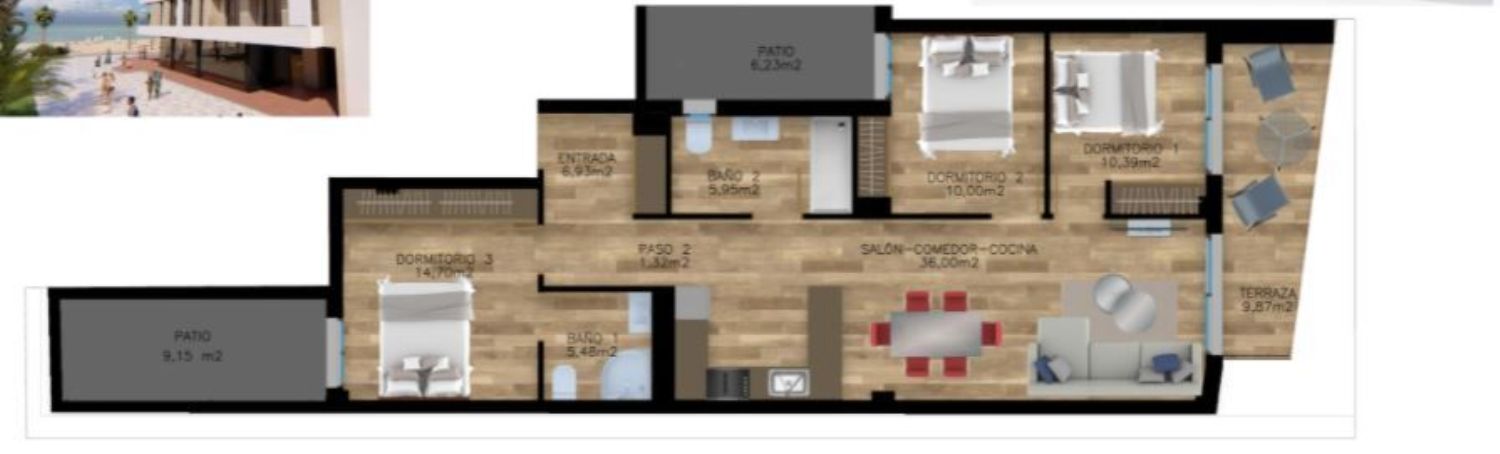 PATIO
6,23m2
ENTRADA
6,93m2
BAÑO 2
5,95m2
DORMITORIO 2
10,00m2
DORMITORIO 1
10,39m2
DORMITORIO 3
14,70m2
PASO 2
1,32m2
SALÓN-COMEDOR-COCINA
36,00m2
TERRAZA
9,87m2
PATIO
9,15 m2
BAÑO 1
5,48m2